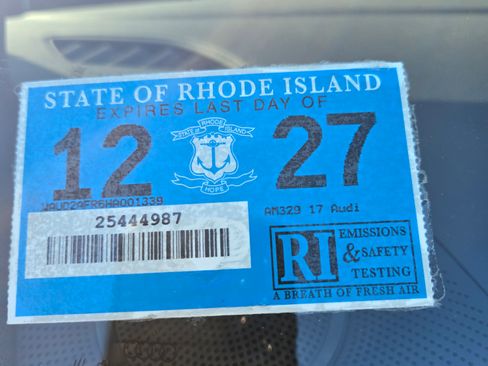 STATE OF RHODE ISLAND
EXPIRES LAST DAY OF
12 27
STATE of RHODE ISLAND
HOPE
WAUC2AFR6HA001339
25444987
AM329 17 Audi
RI EMISSIONS
& SAFETY
TESTING
A BREATH OF FRESH AIR